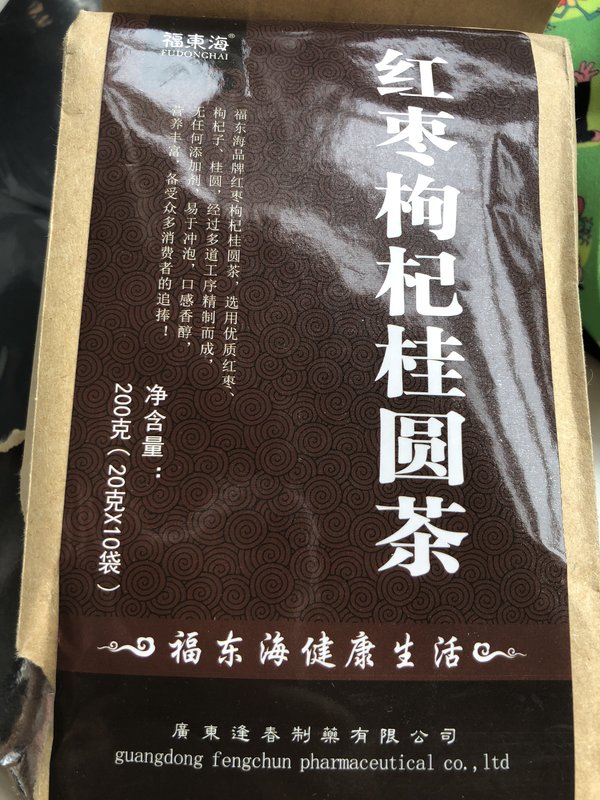 福東海®
FUDONGHAI
红枣枸杞桂圆茶
福东海品牌红枣枸杞桂圆茶，选用优质红枣、
枸杞子、桂圆，经过多道工序精制而成，
无任何添加剂，易于冲泡，口感香醇，
营养丰富，备受众多消费者的追捧！
净含量：
200克（20克X10袋）
福东海健康生活
廣東逢春制藥有限公司
guangdong fengchun pharmaceutical co.,ltd